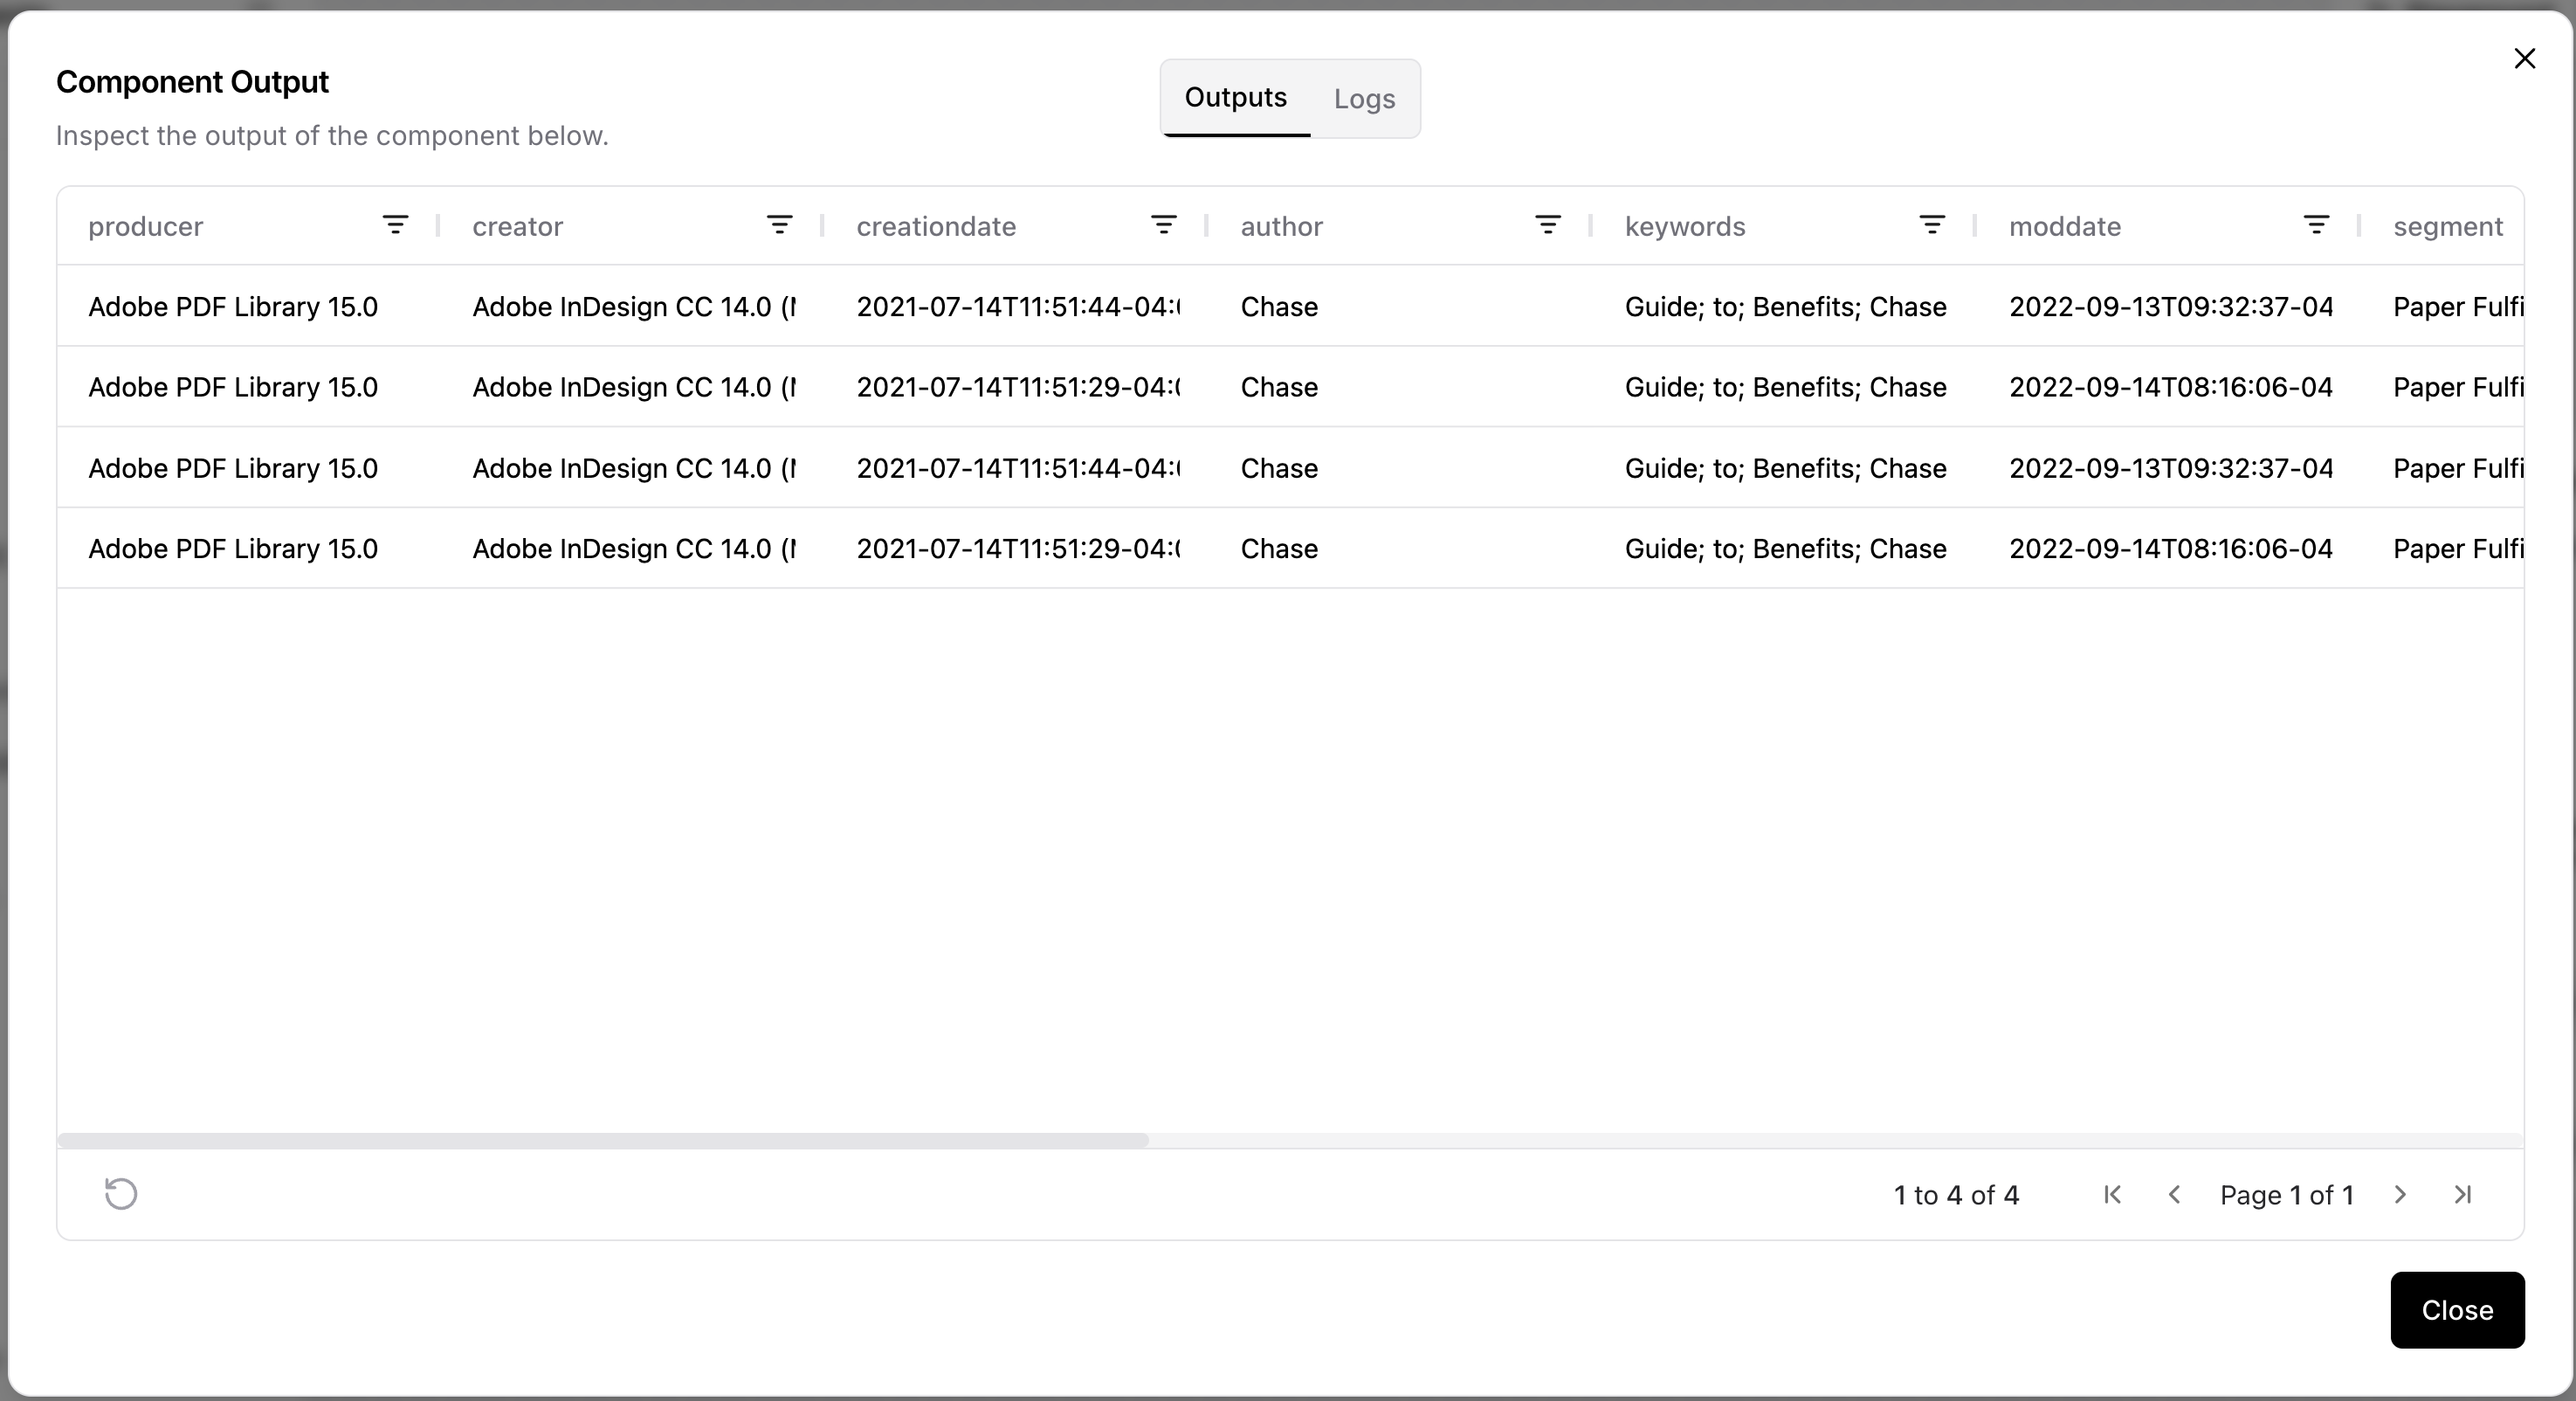 Component Output
Outputs Logs
Inspect the output of the component below.
producer creator creationdate author keywords moddate segment
Adobe PDF Library 15.0 Adobe InDesign CC 14.0 ( 2021-07-14T11:51:44-04: Chase Guide; to; Benefits; Chase 2022-09-13T09:32:37-04 Paper Fulfi
Adobe PDF Library 15.0 Adobe InDesign CC 14.0 ( 2021-07-14T11:51:29-04: Chase Guide; to; Benefits; Chase 2022-09-14T08:16:06-04 Paper Fulfi
Adobe PDF Library 15.0 Adobe InDesign CC 14.0 ( 2021-07-14T11:51:44-04: Chase Guide; to; Benefits; Chase 2022-09-13T09:32:37-04 Paper Fulfi
Adobe PDF Library 15.0 Adobe InDesign CC 14.0 ( 2021-07-14T11:51:29-04: Chase Guide; to; Benefits; Chase 2022-09-14T08:16:06-04 Paper Fulfi
1 to 4 of 4 Page 1 of 1
Close